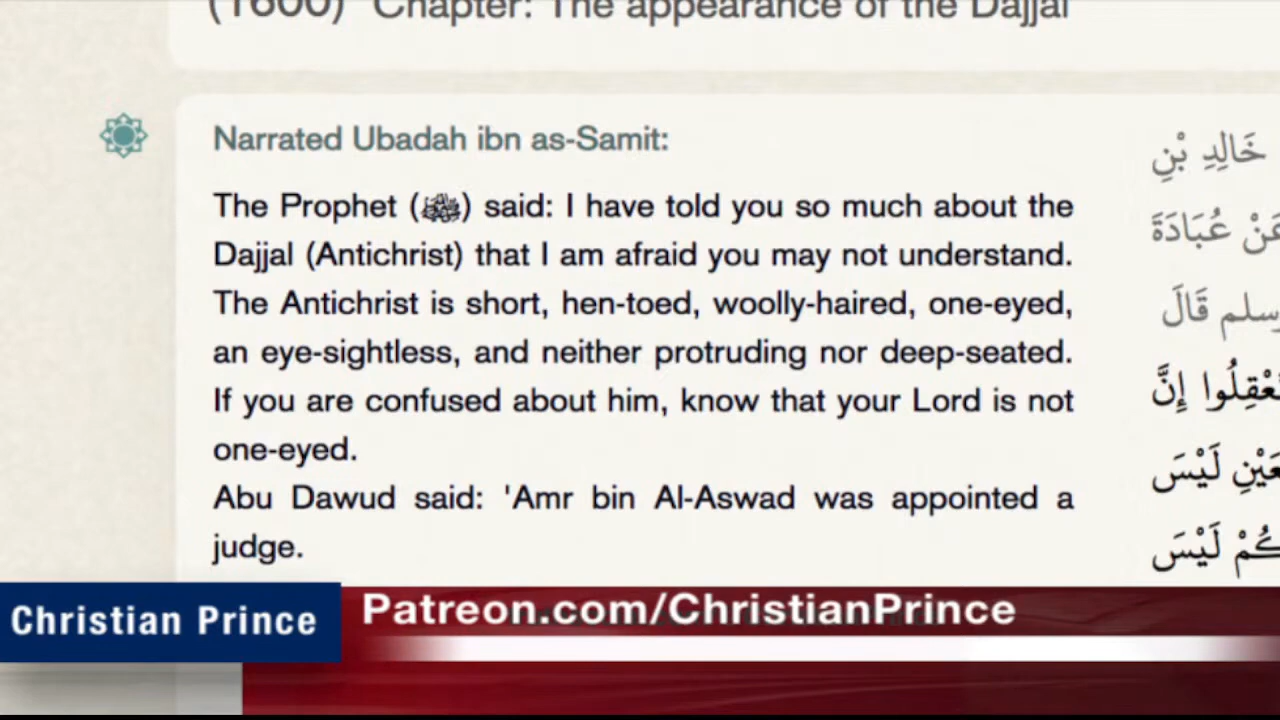 (1600) Chapter: The appearance of the Dajjal
Narrated Ubadah ibn as-Samit:
The Prophet (ﷺ) said: I have told you so much about the
Dajjal (Antichrist) that I am afraid you may not understand.
The Antichrist is short, hen-toed, woolly-haired, one-eyed,
an eye-sightless, and neither protruding nor deep-seated.
If you are confused about him, know that your Lord is not
one-eyed.
Abu Dawud said: 'Amr bin Al-Aswad was appointed a
judge.
خَالِدِ بْنِ
عَنْ عُبَادَةَ
وسلم قَالَ
تَعْقِلُوا إِنَّ
لَيْسَ
لَيْسَ
Christian Prince
Patreon.com/ChristianPrince